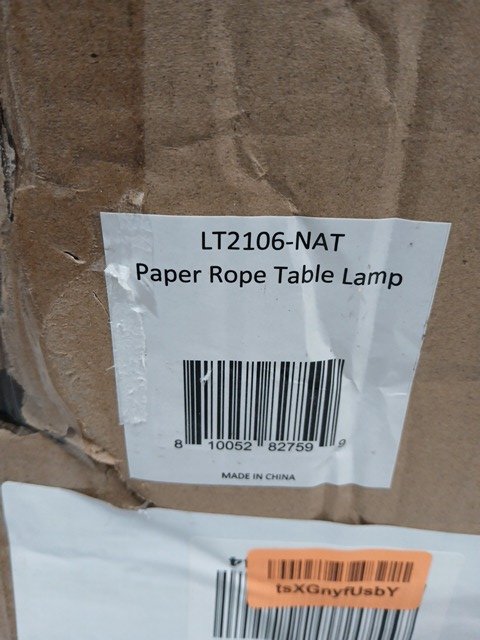 LT2106-NAT
Paper Rope Table Lamp
8 10052 82759 9
MADE IN CHINA
tsXGnyfUsbY